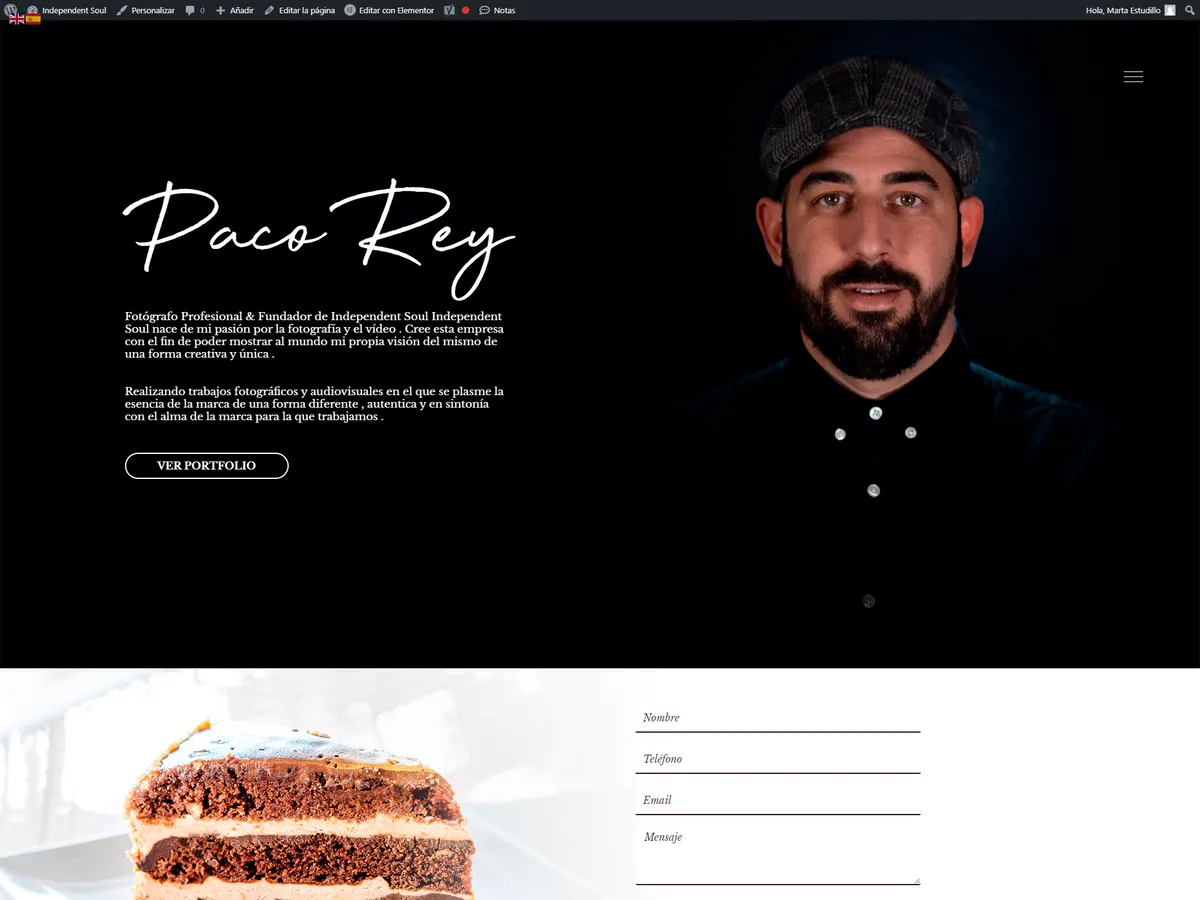 Independent Soul Personalizar 0 Añadir Editar la página Editar con Elementor Notas Hola, Marta Estudillo
Paco Rey
Fotógrafo Profesional & Fundador de Independent Soul Independent
Soul nace de mi pasión por la fotografía y el vídeo . Cree esta empresa
con el fin de poder mostrar al mundo mi propia visión del mismo de
una forma creativa y única .
Realizando trabajos fotográficos y audiovisuales en el que se plasme la
esencia de la marca de una forma diferente , autentica y en sintonía
con el alma de la marca para la que trabajamos .
VER PORTFOLIO
Nombre
Teléfono
Email
Mensaje